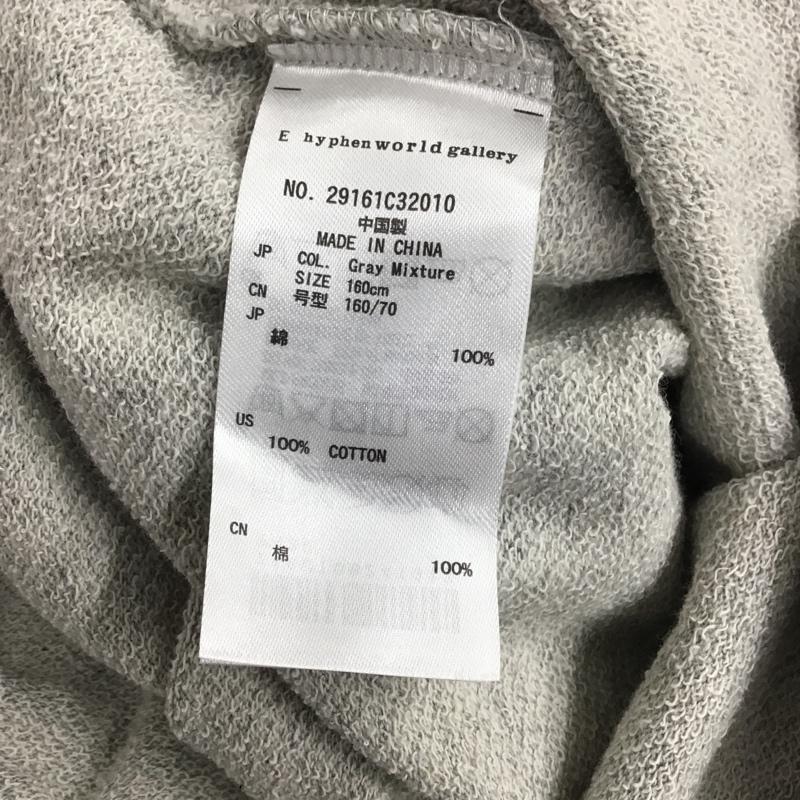 E hyphen world gallery
NO. 29161C32010
中国製
MADE IN CHINA
JP COL. Gray Mixture
SIZE 160cm
CN 号型 160/70
JP
綿 100%
US
100% COTTON
CN
棉 100%